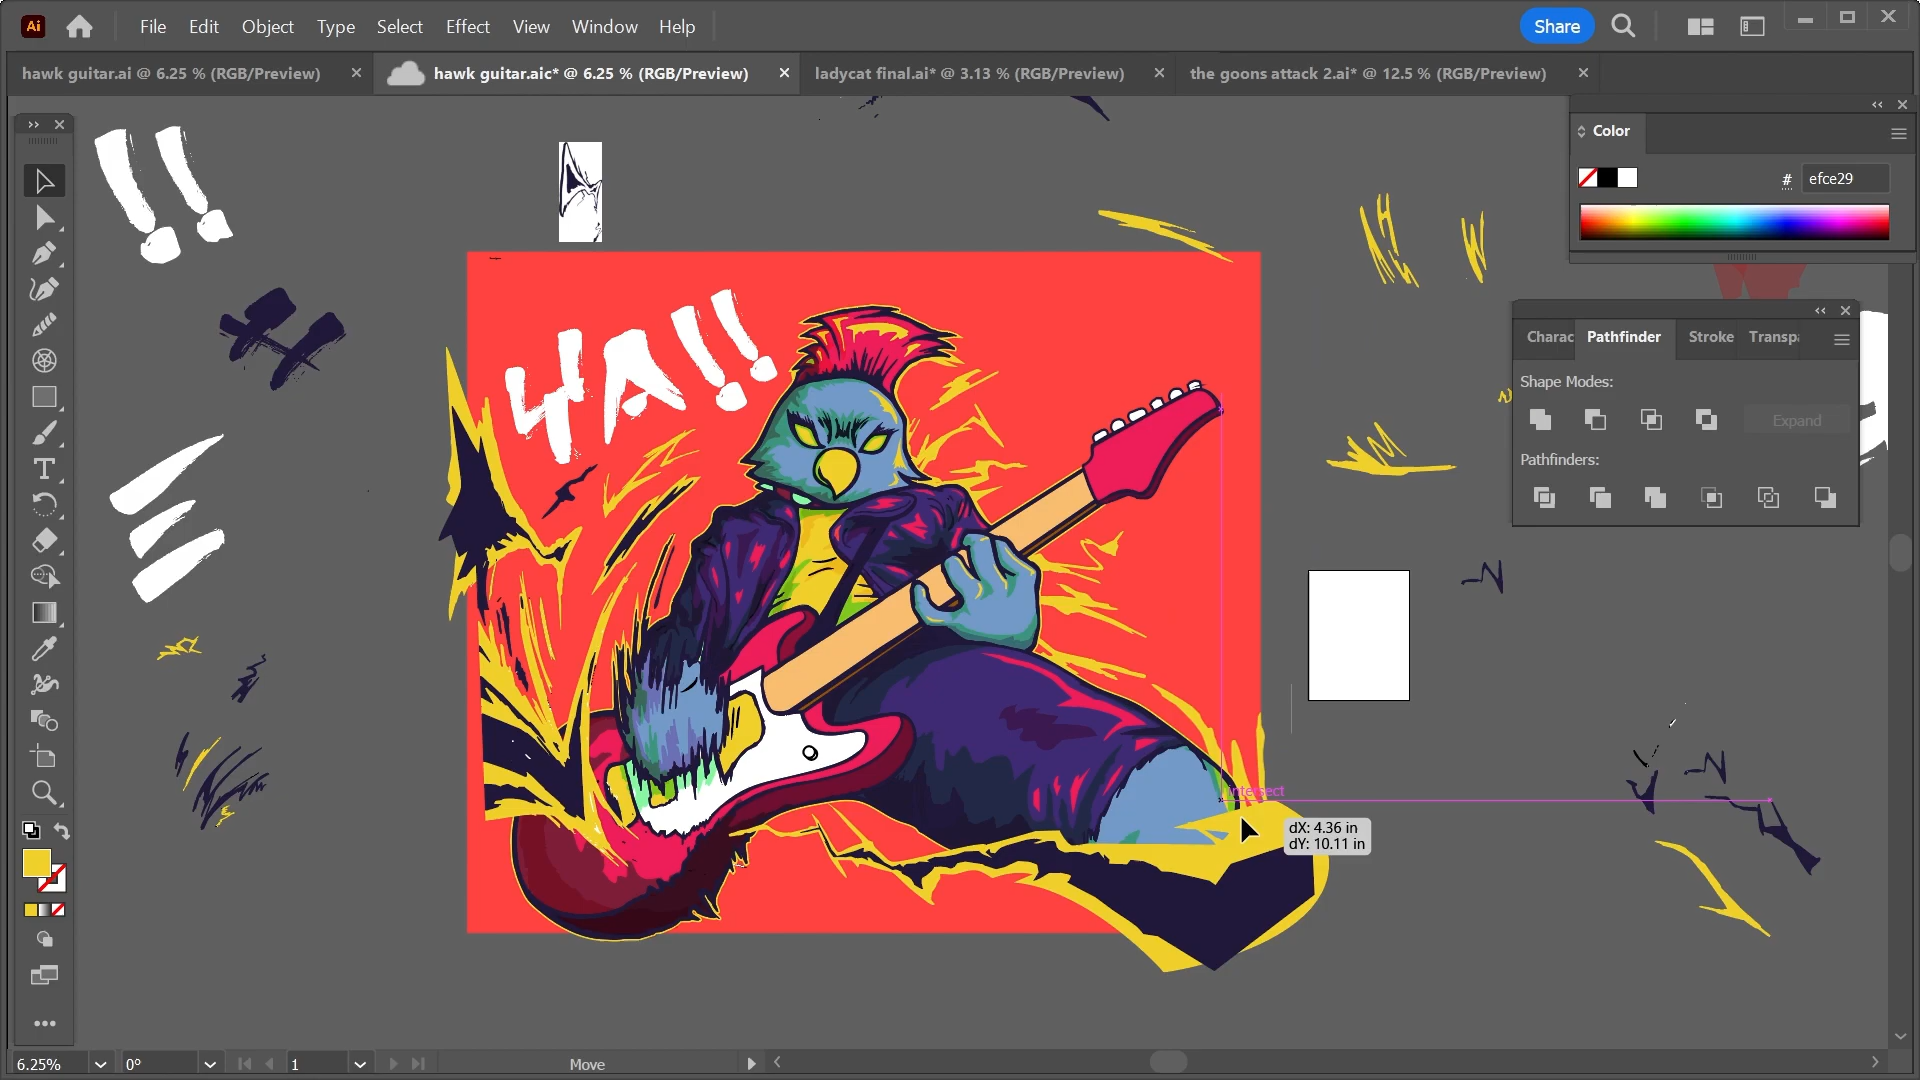 Ai File Edit Object Type Select Effect View Window Help Share
hawk guitar.ai @ 6.25 % (RGB/Preview) hawk guitar.aic* @ 6.25 % (RGB/Preview) ladycat final.ai* @ 3.13 % (RGB/Preview) the goons attack 2.ai* @ 12.5 % (RGB/Preview)
Color
# efce29
!!
YA!!
Charac Pathfinder Stroke Transpa
Shape Modes:
Expand
Pathfinders:
intersect
dX: 4.36 in
dY: 10.11 in
6.25% 0° 1 Move